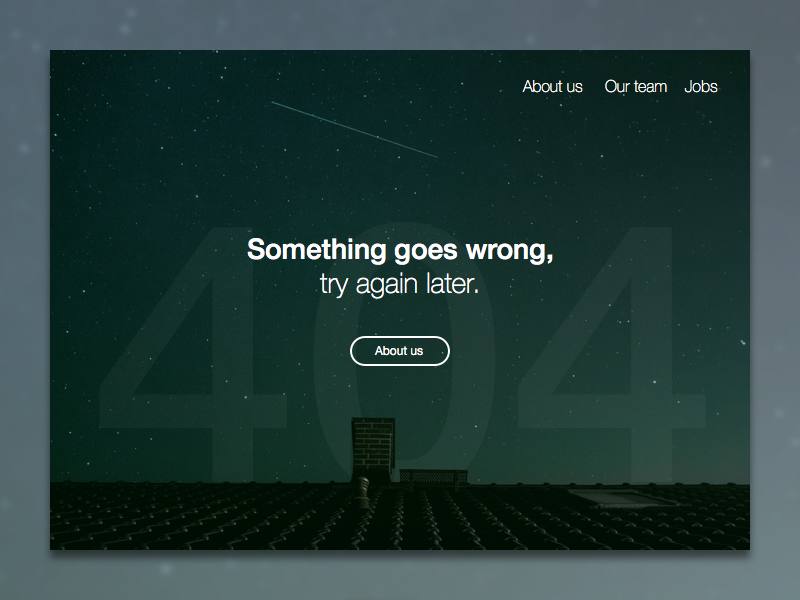 About us Our team Jobs
404
Something goes wrong,
try again later.
About us